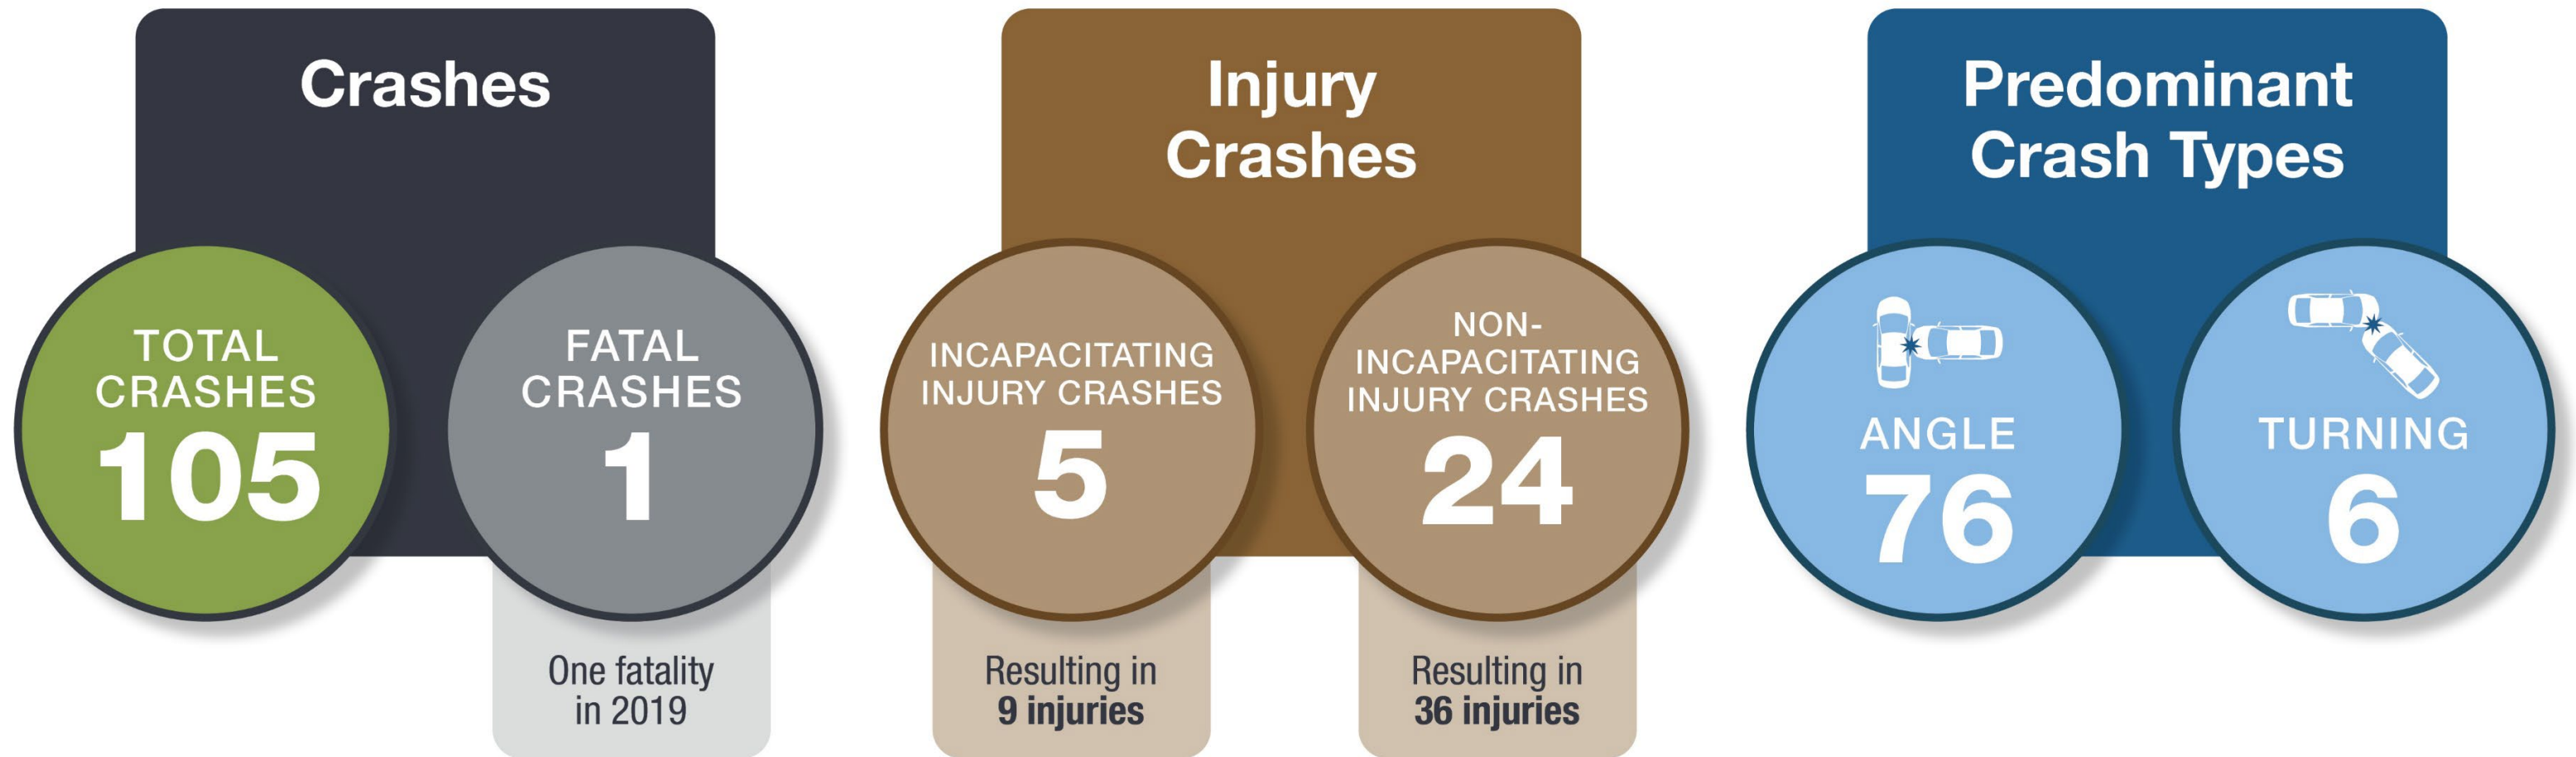 Crashes
TOTAL
CRASHES
105
FATAL
CRASHES
1
One fatality
in 2019
Injury
Crashes
INCAPACITATING
INJURY CRASHES
5
Resulting in
9 injuries
NON-
INCAPACITATING
INJURY CRASHES
24
Resulting in
36 injuries
Predominant
Crash Types
ANGLE
76
TURNING
6